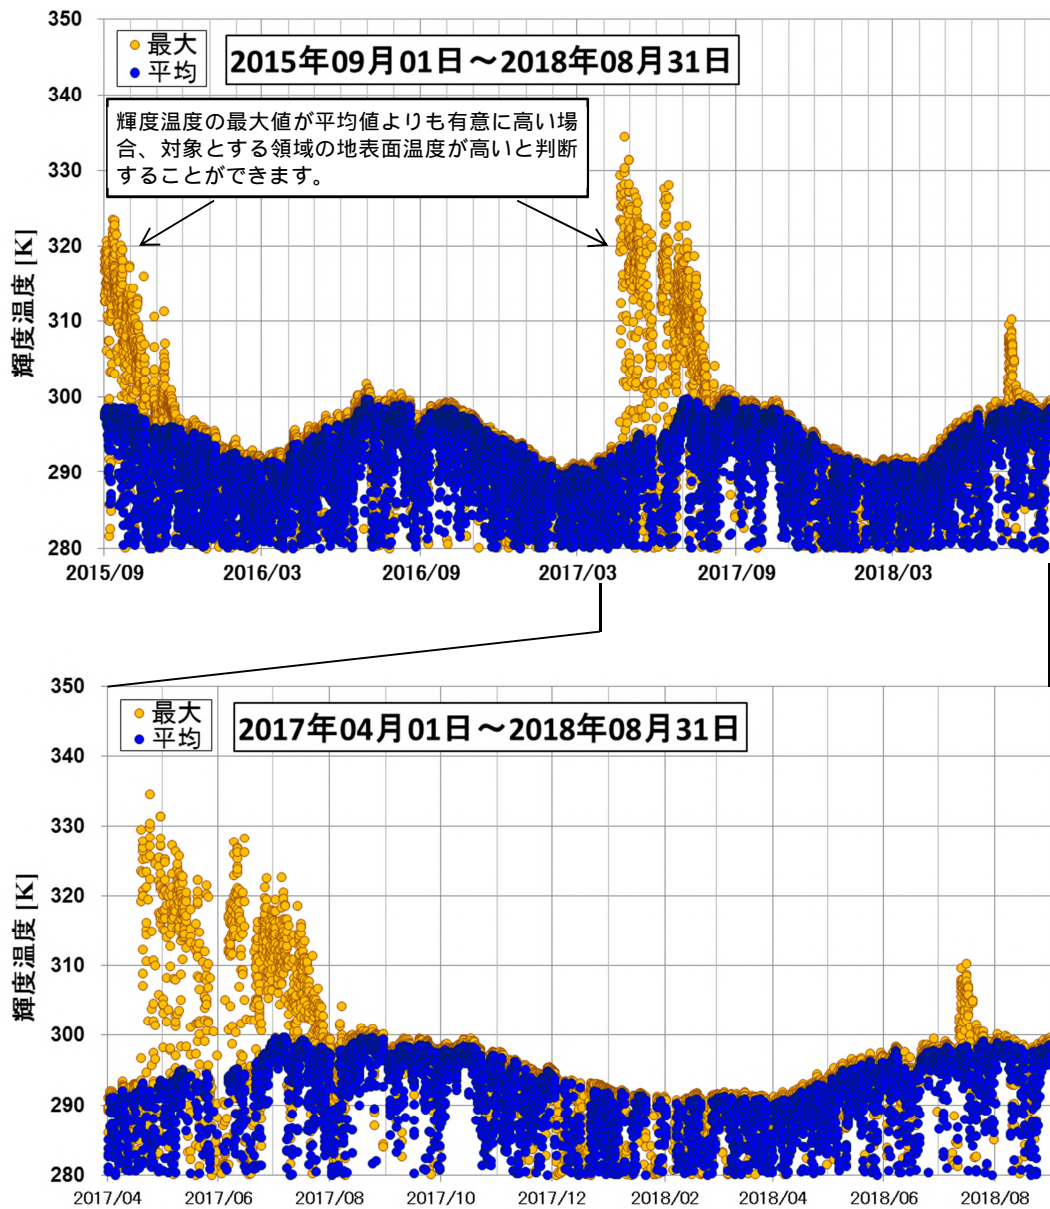 350
340
330
320
310
300
290
280
輝度温度 [K]
最大
平均
2015年09月01日～2018年08月31日
輝度温度の最大値が平均値よりも有意に高い場
合、対象とする領域の地表面温度が高いと判断
することができます。
2015/09 2016/03 2016/09 2017/03 2017/09 2018/03
350
340
330
320
310
300
290
280
輝度温度 [K]
最大
平均
2017年04月01日～2018年08月31日
2017/04 2017/06 2017/08 2017/10 2017/12 2018/02 2018/04 2018/06 2018/08